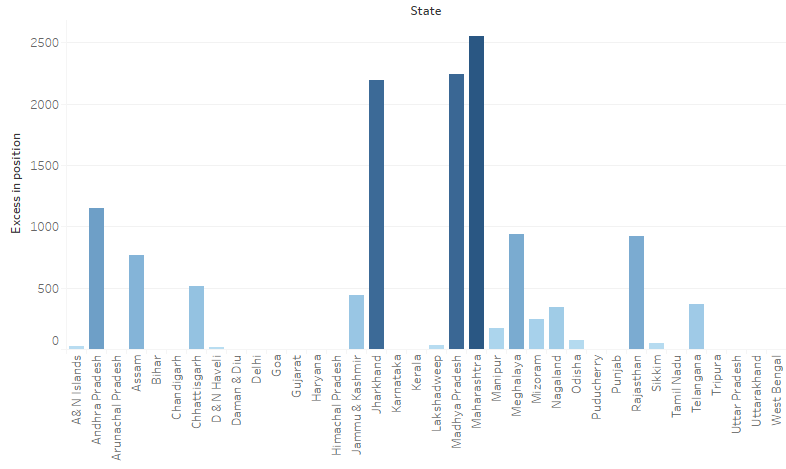 State
Excess in position
2500
2000
1500
1000
500
0
A& N Islands
Andhra Pradesh
Arunachal Pradesh
Assam
Bihar
Chandigarh
Chhattisgarh
D & N Haveli
Daman & Diu
Delhi
Goa
Gujarat
Haryana
Himachal Pradesh
Jammu & Kashmir
Jharkhand
Karnataka
Kerala
Lakshadweep
Madhya Pradesh
Maharashtra
Manipur
Meghalaya
Mizoram
Nagaland
Odisha
Puducherry
Punjab
Rajasthan
Sikkim
Tamil Nadu
Telangana
Tripura
Uttar Pradesh
Uttarakhand
West Bengal